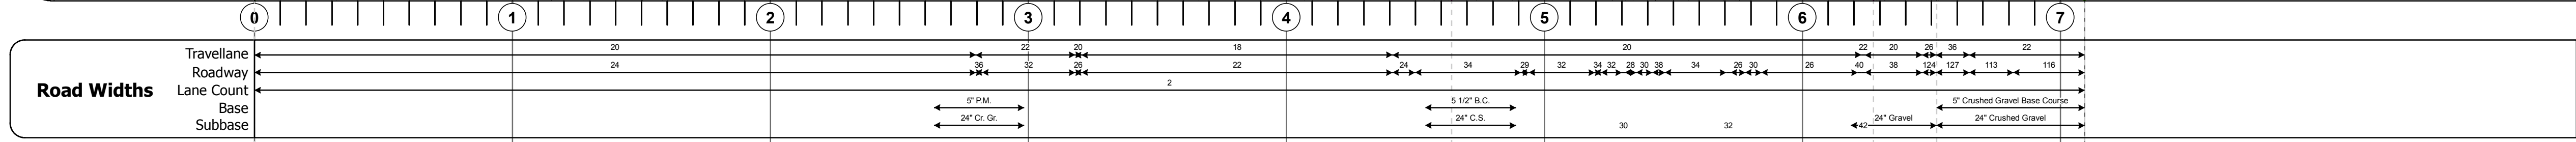 0 1 2 3 4 5 6 7
Road Widths
Travellane 20 22 20 18 20 22 20 26 36 22
Roadway 24 36 32 26 22 24 34 29 32 34 32 28 30 38 34 26 30 26 40 38 124 127 113 116
Lane Count 2
Base 5" P.M. 5 1/2" B.C. 5" Crushed Gravel Base Course
Subbase 24" Cr. Gr. 24" C.S. 30 32 42 24" Gravel 24" Crushed Gravel